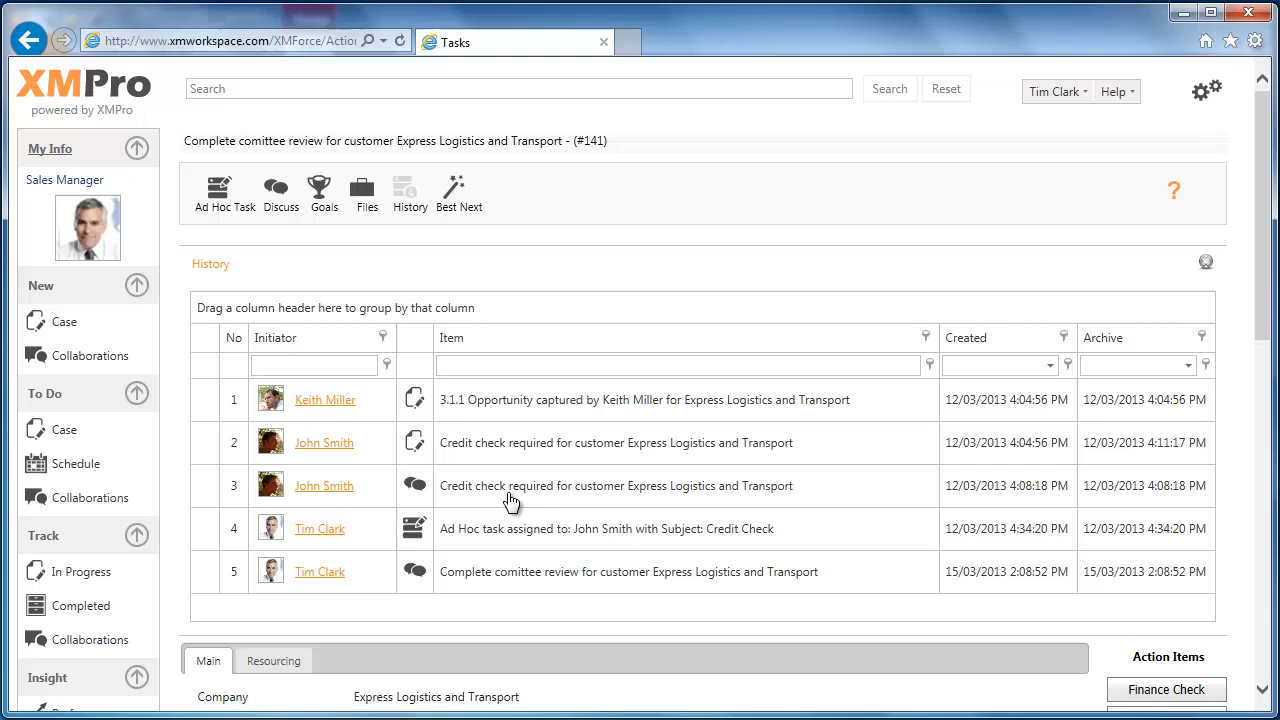 http://www.xmworkspace.com/XMForce/Action
Tasks
XMPro
powered by XMPro
Search
Search
Reset
Tim Clark
Help
My Info
Sales Manager
New
Case
Collaborations
To Do
Case
Schedule
Collaborations
Track
In Progress
Completed
Collaborations
Insight
Complete comittee review for customer Express Logistics and Transport - (#141)
Ad Hoc Task Discuss Goals Files History Best Next
?
History
Drag a column header here to group by that column
No Initiator Item Created Archive
1 Keith Miller 3.1.1 Opportunity captured by Keith Miller for Express Logistics and Transport 12/03/2013 4:04:56 PM 12/03/2013 4:04:56 PM
2 John Smith Credit check required for customer Express Logistics and Transport 12/03/2013 4:04:56 PM 12/03/2013 4:11:17 PM
3 John Smith Credit check required for customer Express Logistics and Transport 12/03/2013 4:08:18 PM 12/03/2013 4:08:18 PM
4 Tim Clark Ad Hoc task assigned to: John Smith with Subject: Credit Check 12/03/2013 4:34:20 PM 12/03/2013 4:34:20 PM
5 Tim Clark Complete comittee review for customer Express Logistics and Transport 15/03/2013 2:08:52 PM 15/03/2013 2:08:52 PM
Main Resourcing
Company Express Logistics and Transport
Action Items
Finance Check